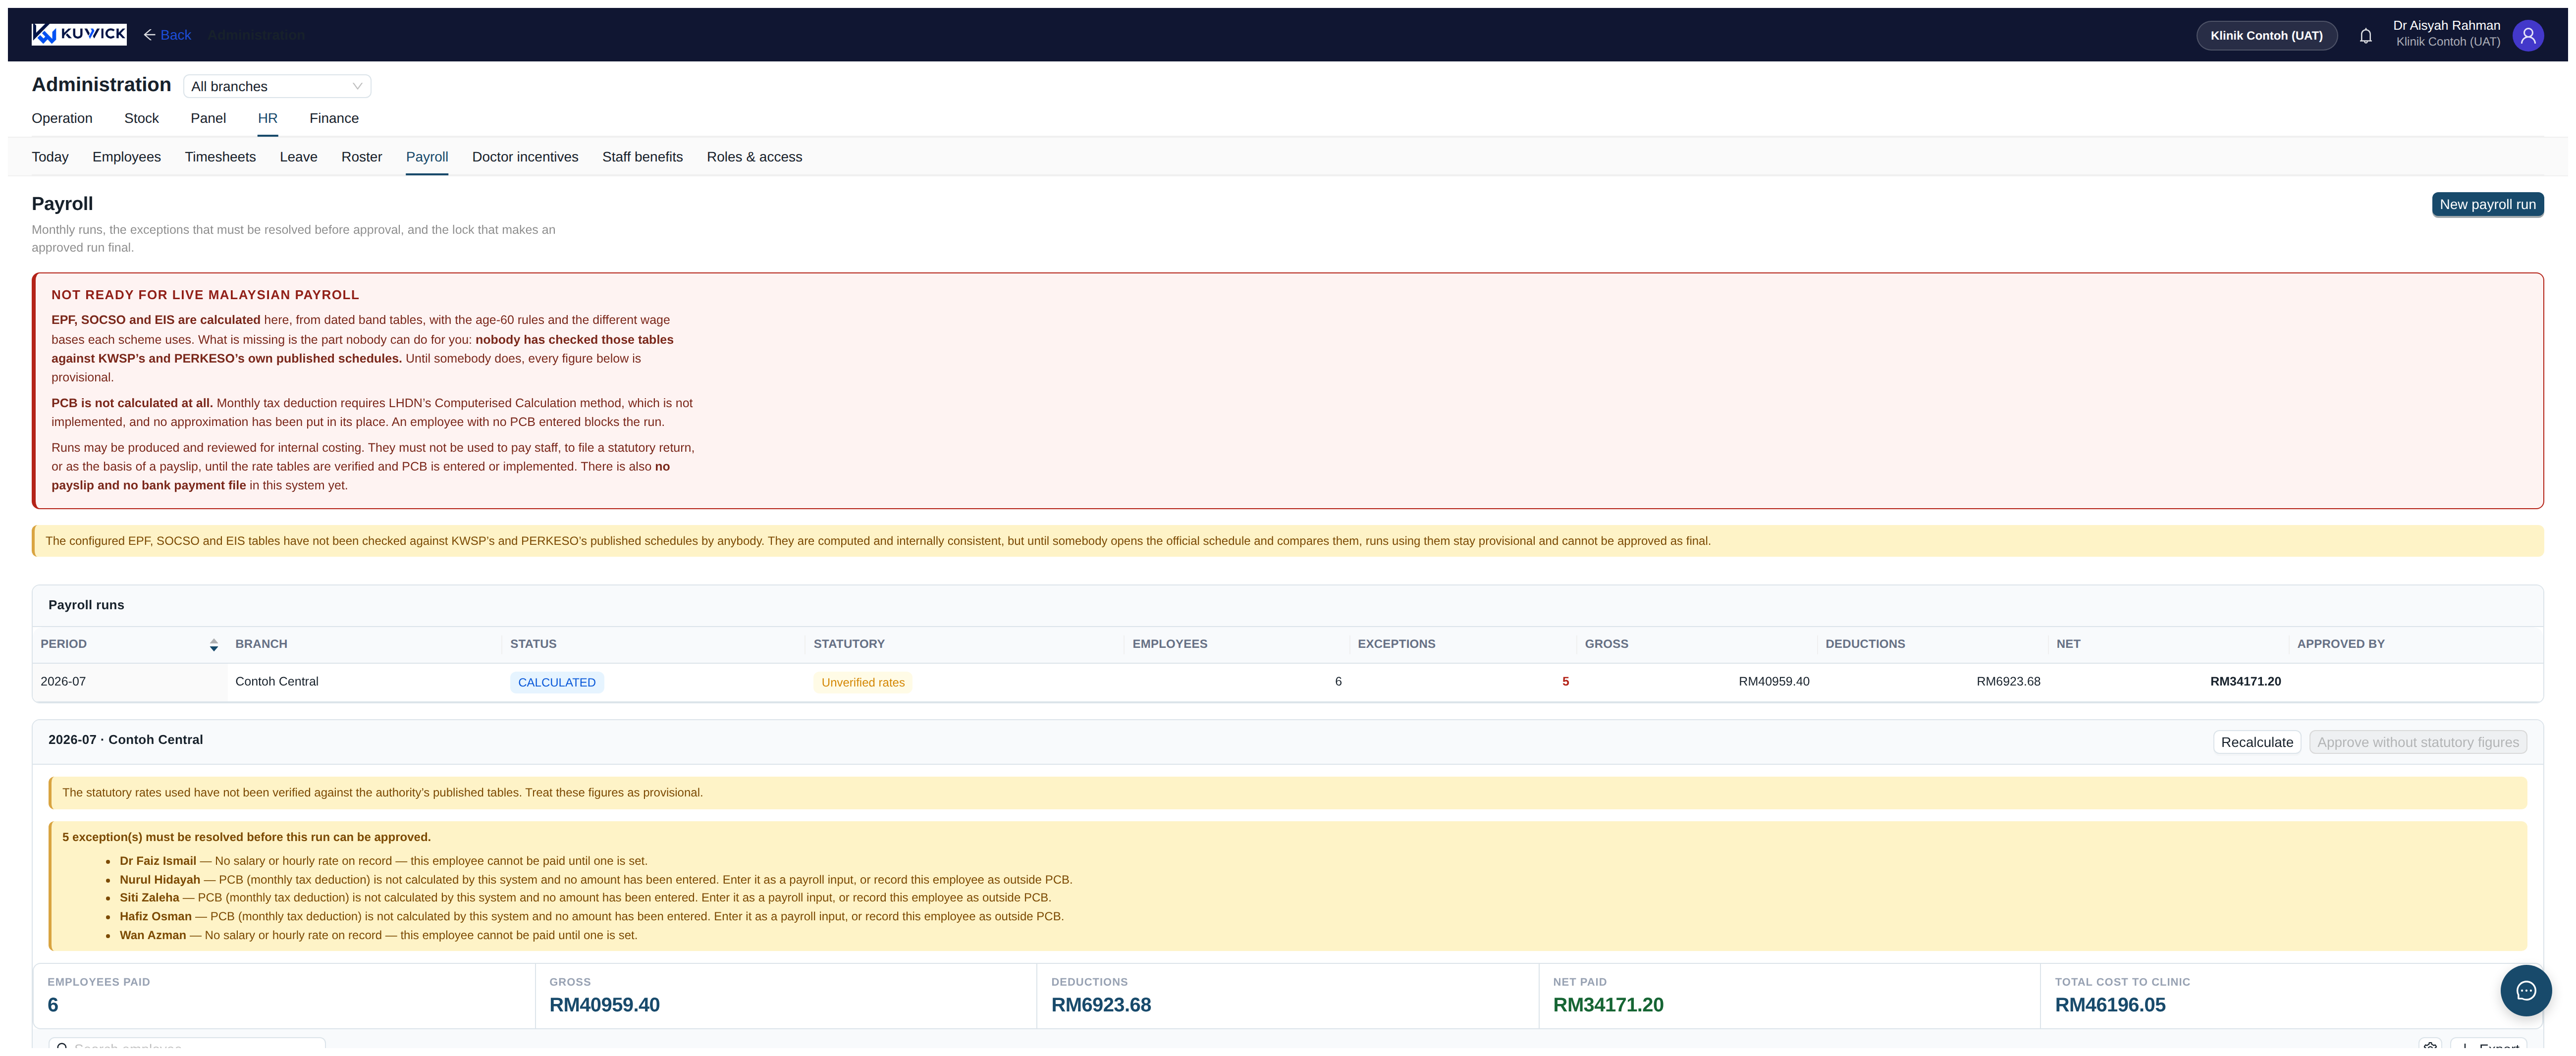 KUWICK
Back
Administration
Klinik Contoh (UAT)
Dr Aisyah Rahman
Klinik Contoh (UAT)
Administration
All branches
Operation
Stock
Panel
HR
Finance
Today
Employees
Timesheets
Leave
Roster
Payroll
Doctor incentives
Staff benefits
Roles & access
Payroll
New payroll run
Monthly runs, the exceptions that must be resolved before approval, and the lock that makes an
approved run final.
NOT READY FOR LIVE MALAYSIAN PAYROLL
EPF, SOCSO and EIS are calculated here, from dated band tables, with the age-60 rules and the different wage
bases each scheme uses. What is missing is the part nobody can do for you: nobody has checked those tables
against KWSP’s and PERKESO’s own published schedules. Until somebody does, every figure below is
provisional.
PCB is not calculated at all. Monthly tax deduction requires LHDN’s Computerised Calculation method, which is not
implemented, and no approximation has been put in its place. An employee with no PCB entered blocks the run.
Runs may be produced and reviewed for internal costing. They must not be used to pay staff, to file a statutory return,
or as the basis of a payslip, until the rate tables are verified and PCB is entered or implemented. There is also no
payslip and no bank payment file in this system yet.
The configured EPF, SOCSO and EIS tables have not been checked against KWSP’s and PERKESO’s published schedules by anybody. They are computed and internally consistent, but until somebody opens the official schedule and compares them, runs using them stay provisional and cannot be approved as final.
Payroll runs
PERIOD
BRANCH
STATUS
STATUTORY
EMPLOYEES
EXCEPTIONS
GROSS
DEDUCTIONS
NET
APPROVED BY
2026-07
Contoh Central
CALCULATED
Unverified rates
6
5
RM40959.40
RM6923.68
RM34171.20
2026-07 · Contoh Central
Recalculate
Approve without statutory figures
The statutory rates used have not been verified against the authority’s published tables. Treat these figures as provisional.
5 exception(s) must be resolved before this run can be approved.
• Dr Faiz Ismail — No salary or hourly rate on record — this employee cannot be paid until one is set.
• Nurul Hidayah — PCB (monthly tax deduction) is not calculated by this system and no amount has been entered. Enter it as a payroll input, or record this employee as outside PCB.
• Siti Zaleha — PCB (monthly tax deduction) is not calculated by this system and no amount has been entered. Enter it as a payroll input, or record this employee as outside PCB.
• Hafiz Osman — PCB (monthly tax deduction) is not calculated by this system and no amount has been entered. Enter it as a payroll input, or record this employee as outside PCB.
• Wan Azman — No salary or hourly rate on record — this employee cannot be paid until one is set.
EMPLOYEES PAID
6
GROSS
RM40959.40
DEDUCTIONS
RM6923.68
NET PAID
RM34171.20
TOTAL COST TO CLINIC
RM46196.05
Search employee
Export